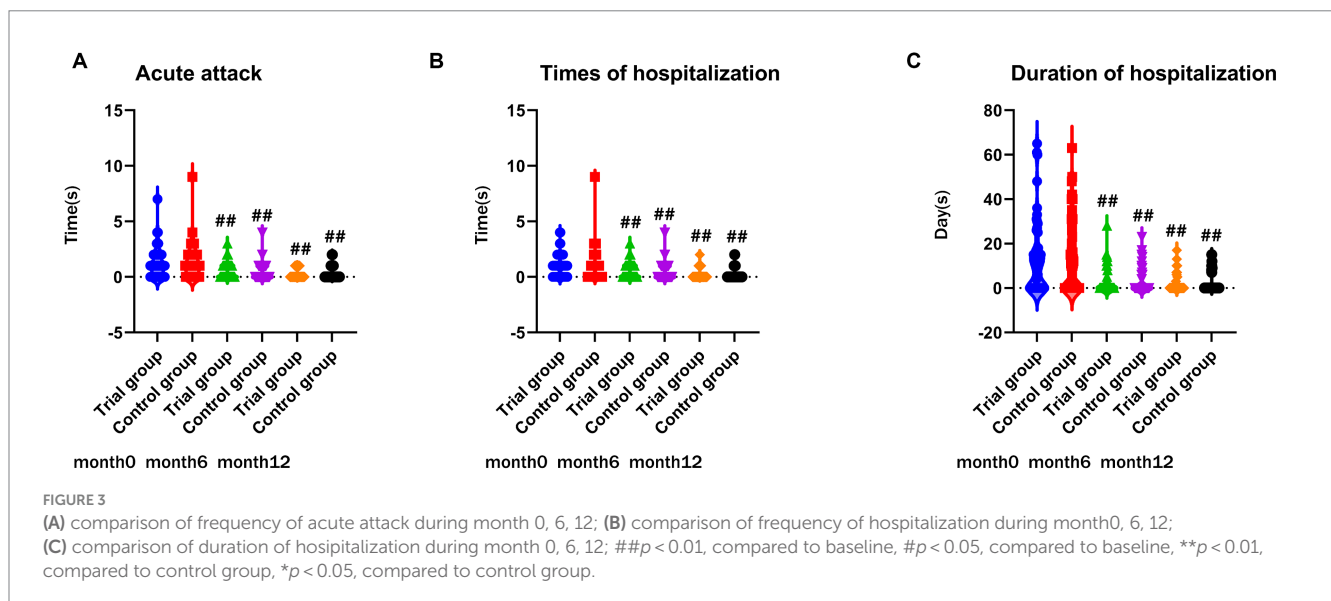 A Acute attack
B Times of hospitalization
C Duration of hospitalization
Time(s)
15
10
5
0
-5
## ## ## ##
Trial group
Control group
Trial group
Control group
Trial group
Control group
month0 month6 month12
Time(s)
15
10
5
0
-5
## ## ## ##
Trial group
Control group
Trial group
Control group
Trial group
Control group
month0 month6 month12
Day(s)
80
60
40
20
0
-20
## ## ## ##
Trial group
Control group
Trial group
Control group
Trial group
Control group
month0 month6 month12
FIGURE 3
(A) comparison of frequency of acute attack during month 0, 6, 12; (B) comparison of frequency of hospitalization during month0, 6, 12;
(C) comparison of duration of hosipitalization during month 0, 6, 12; ##p < 0.01, compared to baseline, #p < 0.05, compared to baseline, **p < 0.01,
compared to control group, *p < 0.05, compared to control group.